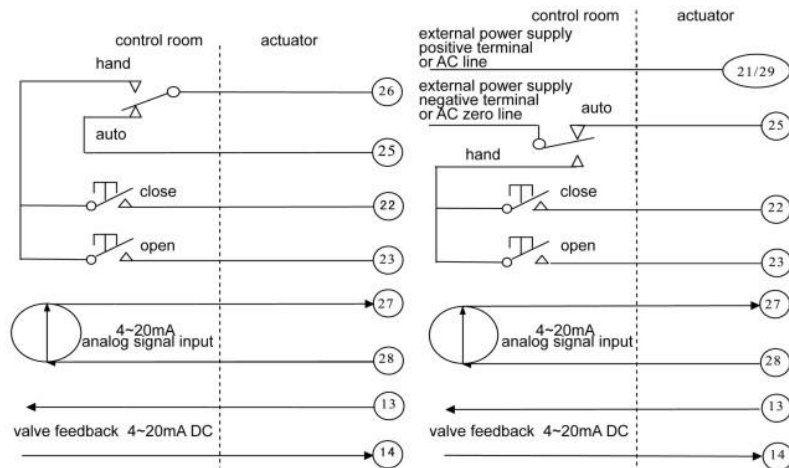 control room
actuator
hand
26
auto
25
close
22
open
23
27
4~20mA
analog signal input
28
13
valve feedback 4~20mA DC
14
control room
actuator
external power supply
positive terminal
or AC line
21/29
external power supply
negative terminal
or AC zero line
auto
25
hand
close
22
open
23
27
4~20mA
analog signal input
28
13
valve feedback 4~20mA DC
14